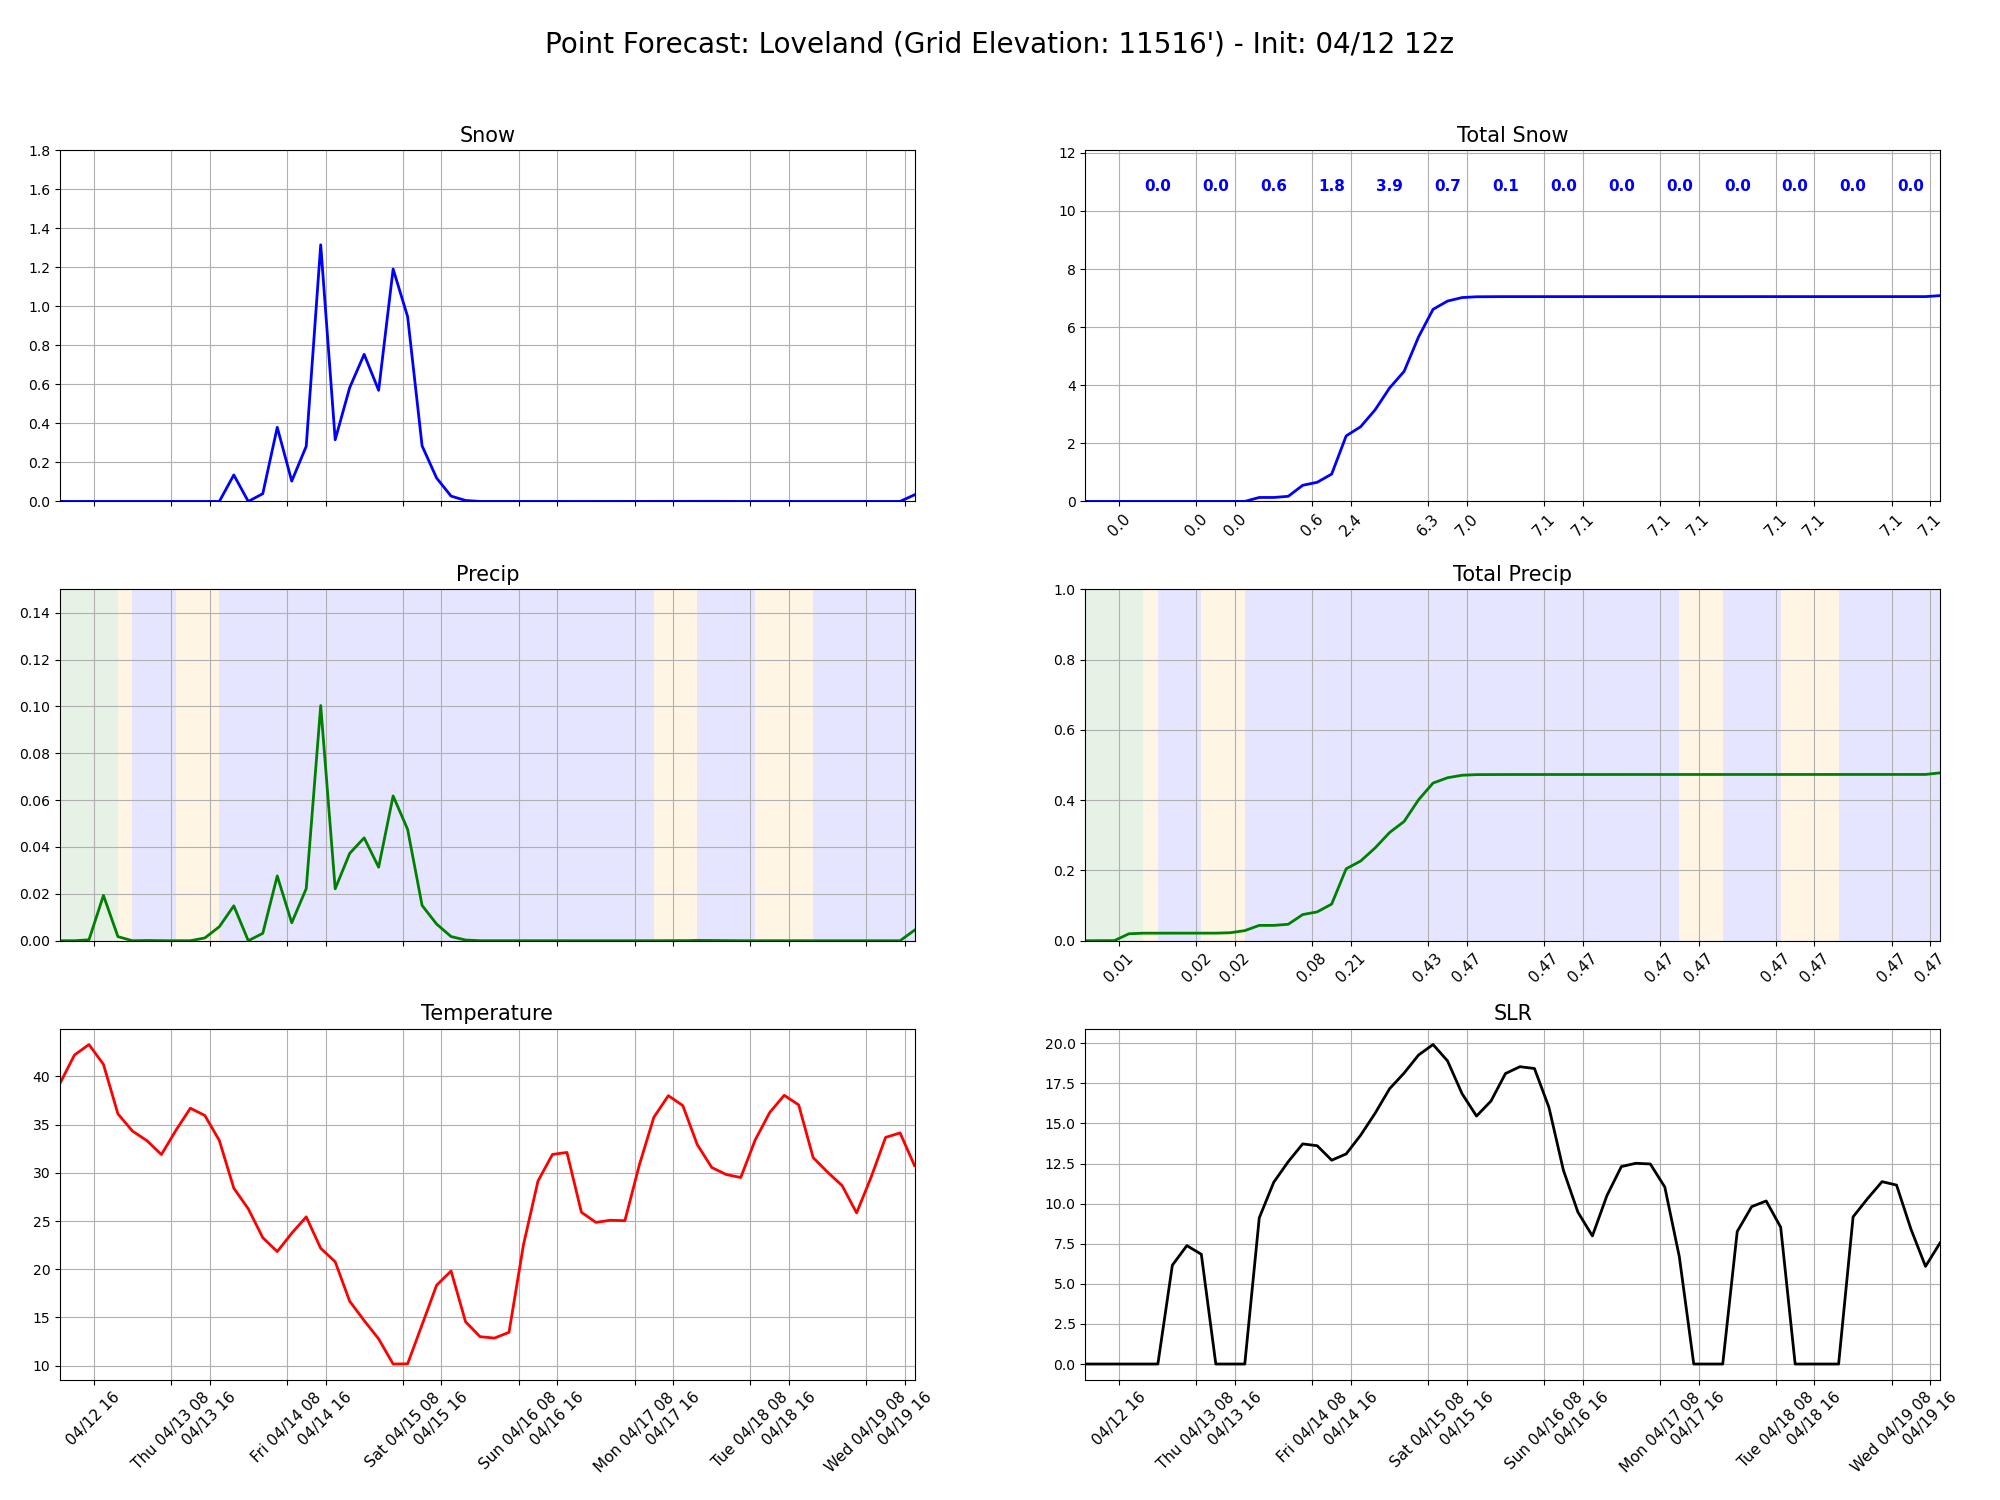 Point Forecast: Loveland (Grid Elevation: 11516') - Init: 04/12 12z
Snow
1.8
1.6
1.4
1.2
1.0
0.8
0.6
0.4
0.2
0.0
Total Snow
12
10
8
6
4
2
0
0.0 0.0 0.6 1.8 3.9 0.7 0.1 0.0 0.0 0.0 0.0 0.0 0.0 0.0
0.0 0.0 0.0 0.6 2.4 6.3 7.0 7.1 7.1 7.1 7.1 7.1 7.1 7.1 7.1
Precip
0.14
0.12
0.10
0.08
0.06
0.04
0.02
0.00
Total Precip
1.0
0.8
0.6
0.4
0.2
0.0
0.01 0.02 0.02 0.08 0.21 0.43 0.47 0.47 0.47 0.47 0.47 0.47 0.47 0.47 0.47
Temperature
40
35
30
25
20
15
10
04/12 16
Thu 04/13 08
04/13 16
Fri 04/14 08
04/14 16
Sat 04/15 08
04/15 16
Sun 04/16 08
04/16 16
Mon 04/17 08
04/17 16
Tue 04/18 08
04/18 16
Wed 04/19 08
04/19 16
SLR
20.0
17.5
15.0
12.5
10.0
7.5
5.0
2.5
0.0
04/12 16
Thu 04/13 08
04/13 16
Fri 04/14 08
04/14 16
Sat 04/15 08
04/15 16
Sun 04/16 08
04/16 16
Mon 04/17 08
04/17 16
Tue 04/18 08
04/18 16
Wed 04/19 08
04/19 16